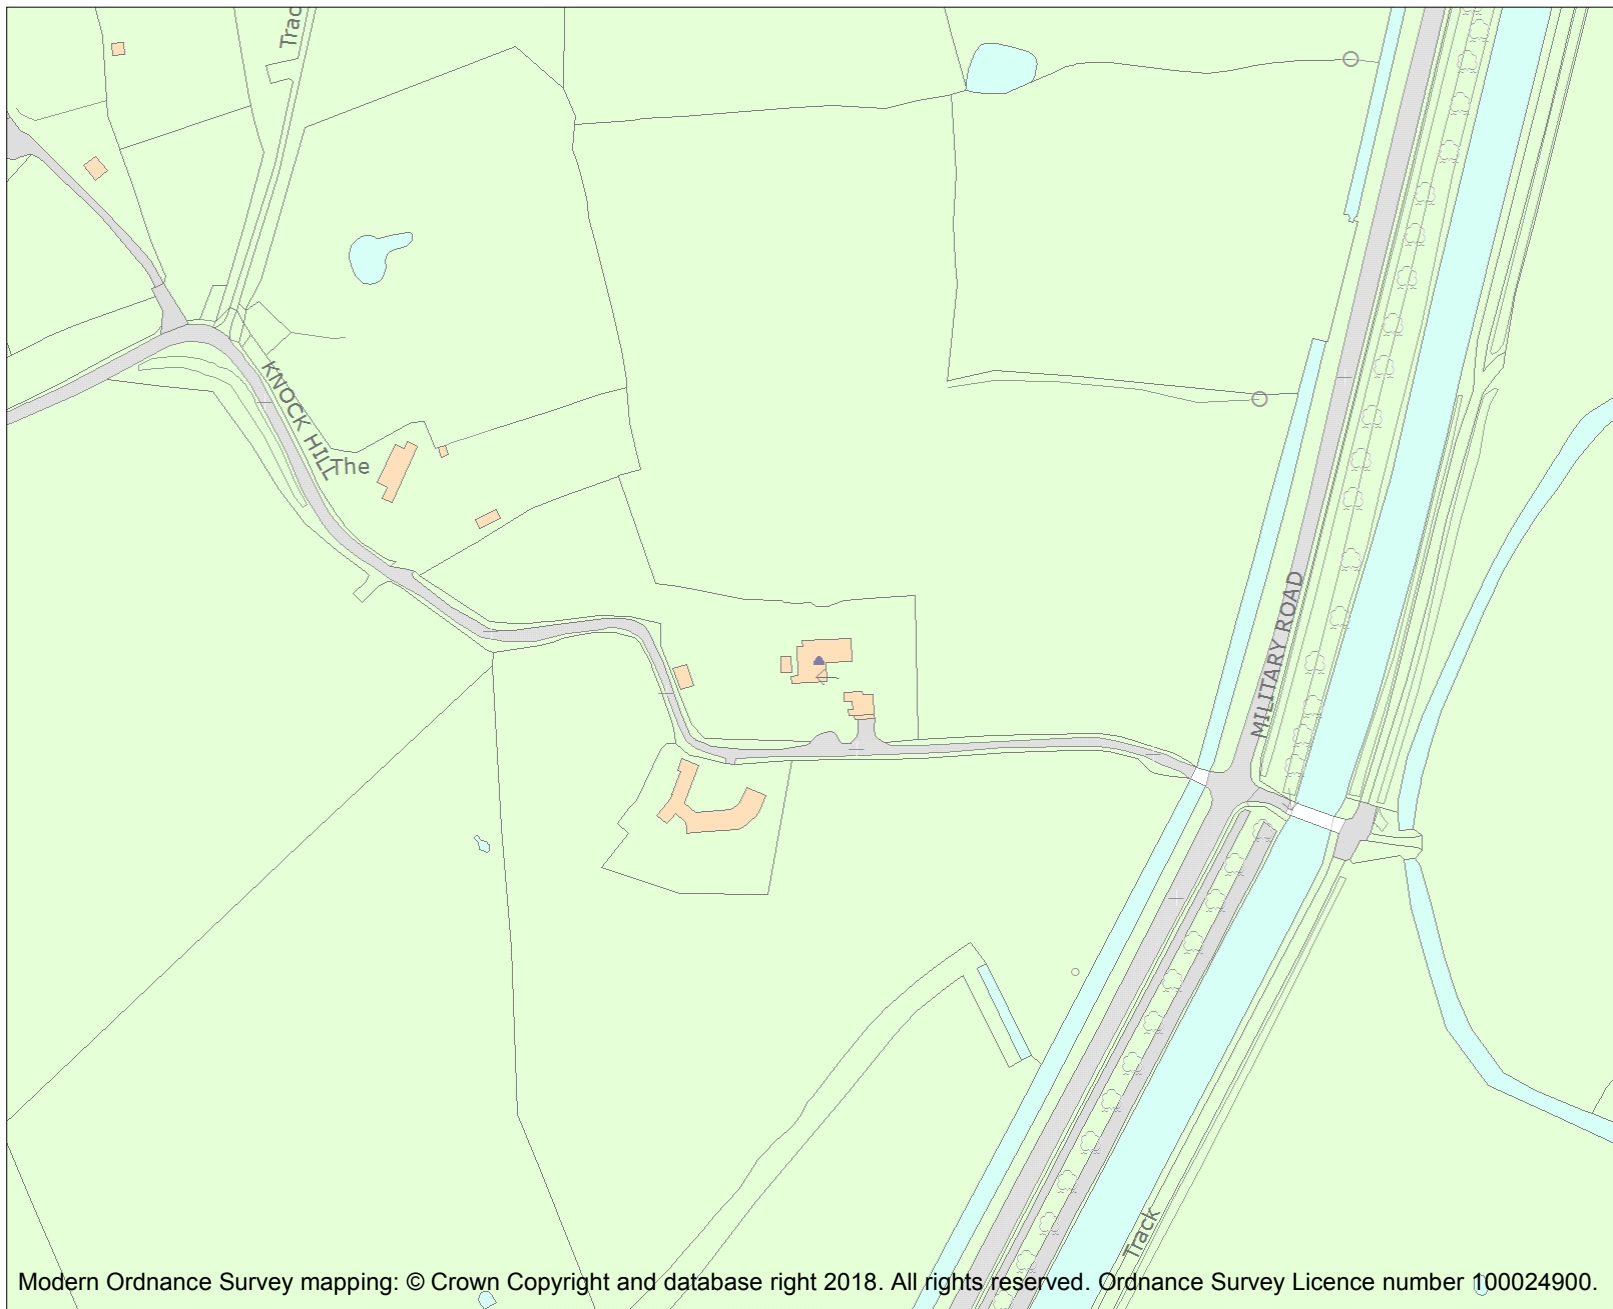 Trac
KNOCK HILL
The
MILITARY ROAD
Track
Modern Ordnance Survey mapping: © Crown Copyright and database right 2018. All rights reserved. Ordnance Survey Licence number 100024900.